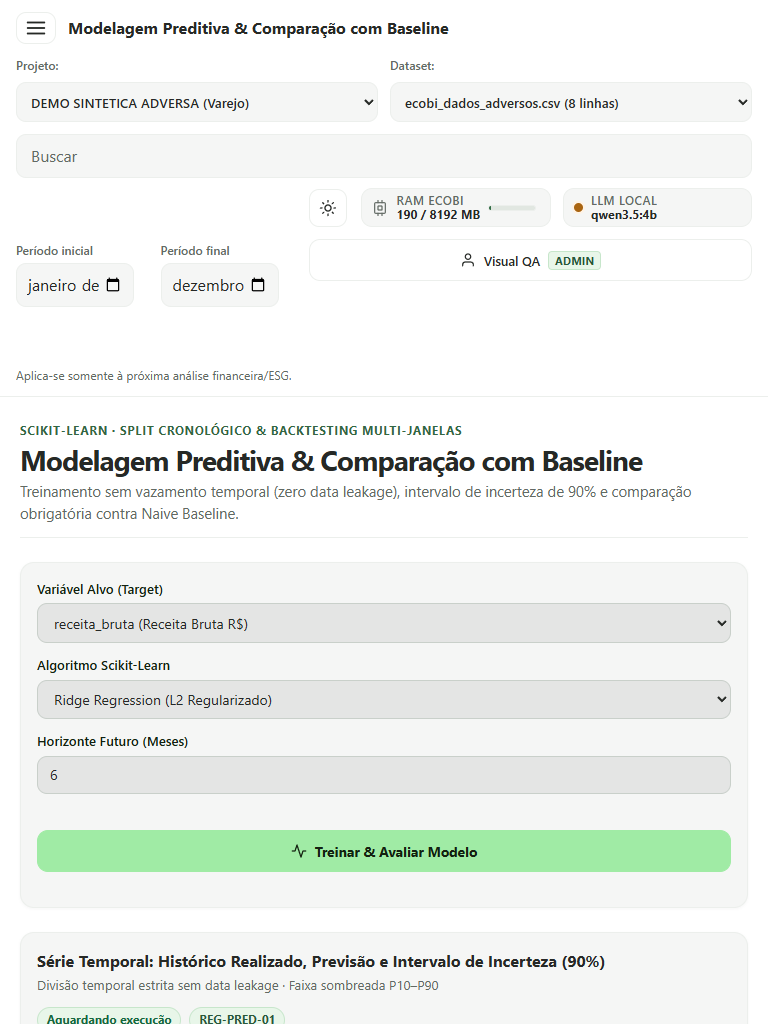 Modelagem Preditiva & Comparação com Baseline
Projeto:
Dataset:
DEMO SINTETICA ADVERSA (Varejo)
ecobi_dados_adversos.csv (8 linhas)
Buscar
RAM ECOBI
190 / 8192 MB
LLM LOCAL
qwen3.5:4b
Período inicial
Período final
janeiro de
dezembro
Visual QA
ADMIN
Aplica-se somente à próxima análise financeira/ESG.
SCIKIT-LEARN · SPLIT CRONOLÓGICO & BACKTESTING MULTI-JANELAS
Modelagem Preditiva & Comparação com Baseline
Treinamento sem vazamento temporal (zero data leakage), intervalo de incerteza de 90% e comparação
obrigatória contra Naive Baseline.
Variável Alvo (Target)
receita_bruta (Receita Bruta R$)
Algoritmo Scikit-Learn
Ridge Regression (L2 Regularizado)
Horizonte Futuro (Meses)
6
Treinar & Avaliar Modelo
Série Temporal: Histórico Realizado, Previsão e Intervalo de Incerteza (90%)
Divisão temporal estrita sem data leakage · Faixa sombreada P10–P90
Aguardando execução
REG-PRED-01